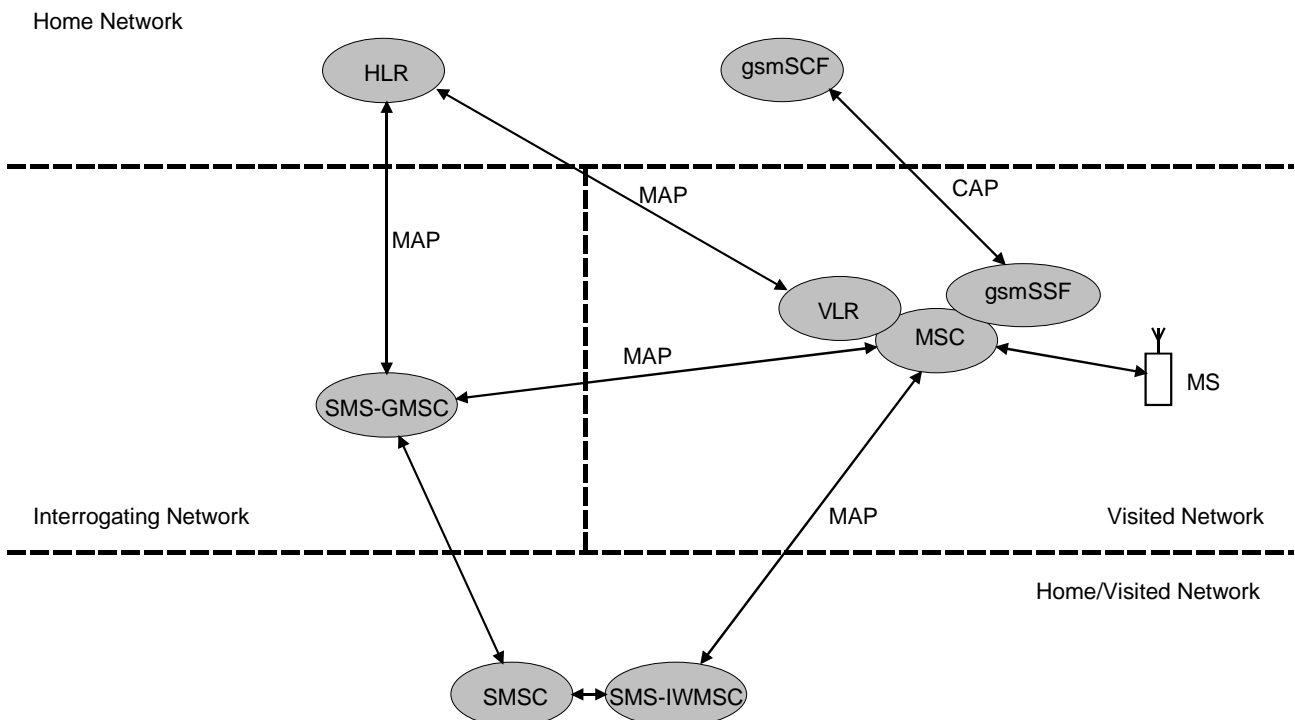 Home Network
HLR
gsmSCF
MAP
CAP
MAP
gsmSSF
VLR
MSC
MAP
MS
SMS-GMSC
Interrogating Network
MAP
Visited Network
Home/Visited Network
SMSC
SMS-IWMSC